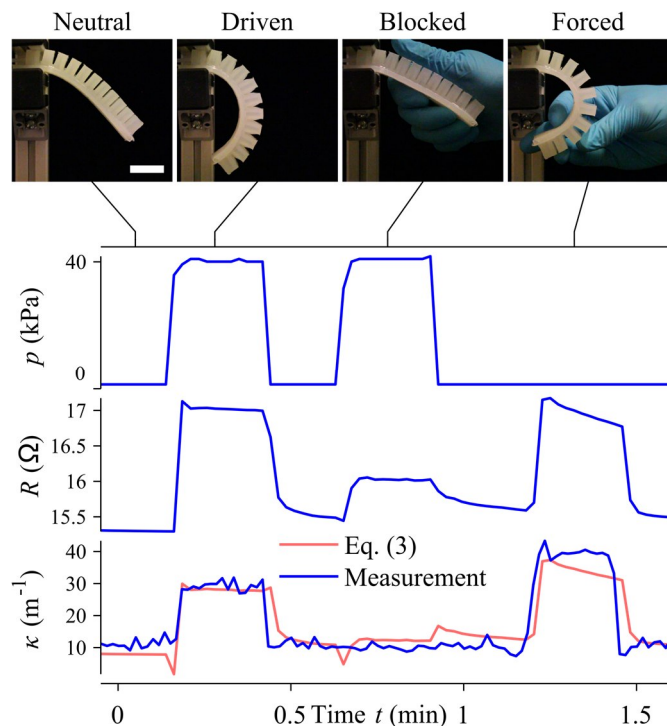 Neutral
Driven
Blocked
Forced
40
0
p (kPa)
17
16.5
16
15.5
R (Ω)
Eq. (3)
Measurement
40
30
20
10
κ (m⁻¹)
0
0.5
1
1.5
Time t (min)